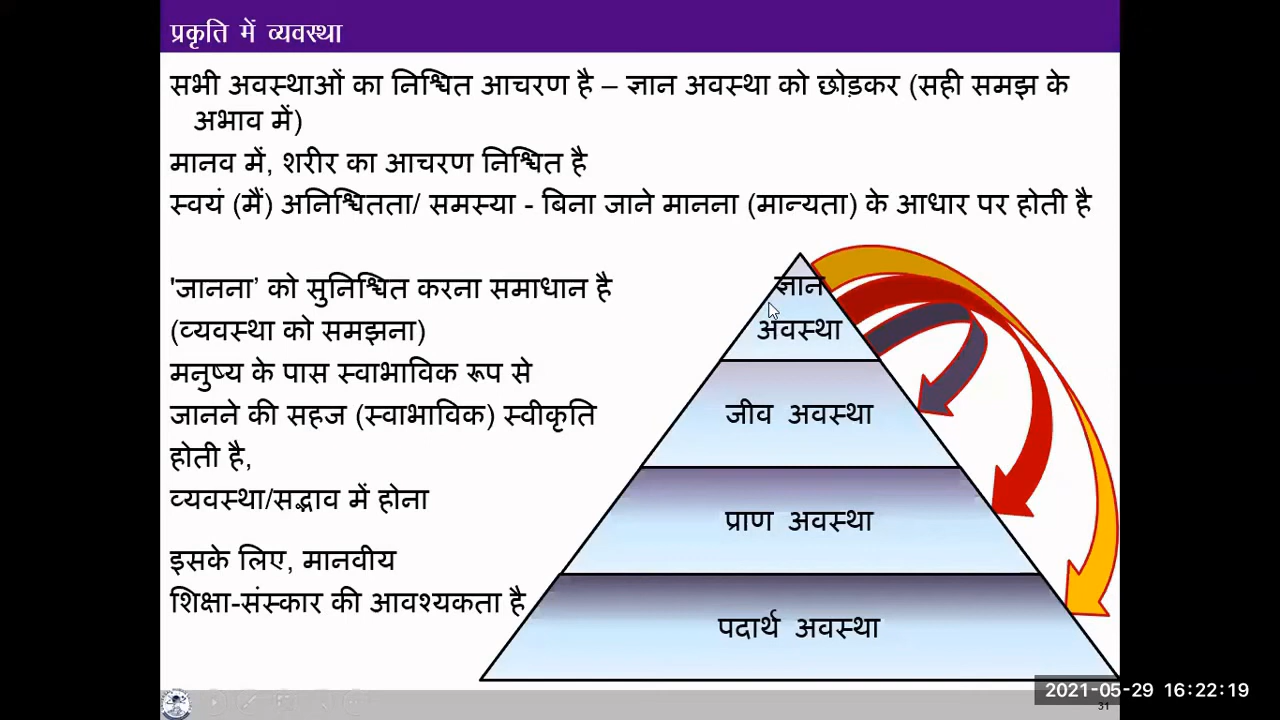 प्रकृति में व्यवस्था
सभी अवस्थाओं का निश्चित आचरण है – ज्ञान अवस्था को छोड़कर (सही समझ के
अभाव में)
मानव में, शरीर का आचरण निश्चित है
स्वयं (मैं) अनिश्चितता/ समस्या - बिना जाने मानना (मान्यता) के आधार पर होती है
'जानना’ को सुनिश्चित करना समाधान है
(व्यवस्था को समझना)
मनुष्य के पास स्वाभाविक रूप से
जानने की सहज (स्वाभाविक) स्वीकृति
होती है,
व्यवस्था/सद्भाव में होना
इसके लिए, मानवीय
शिक्षा-संस्कार की आवश्यकता है
ज्ञान
अवस्था
जीव अवस्था
प्राण अवस्था
पदार्थ अवस्था
2021-05-29 16:22:19
31